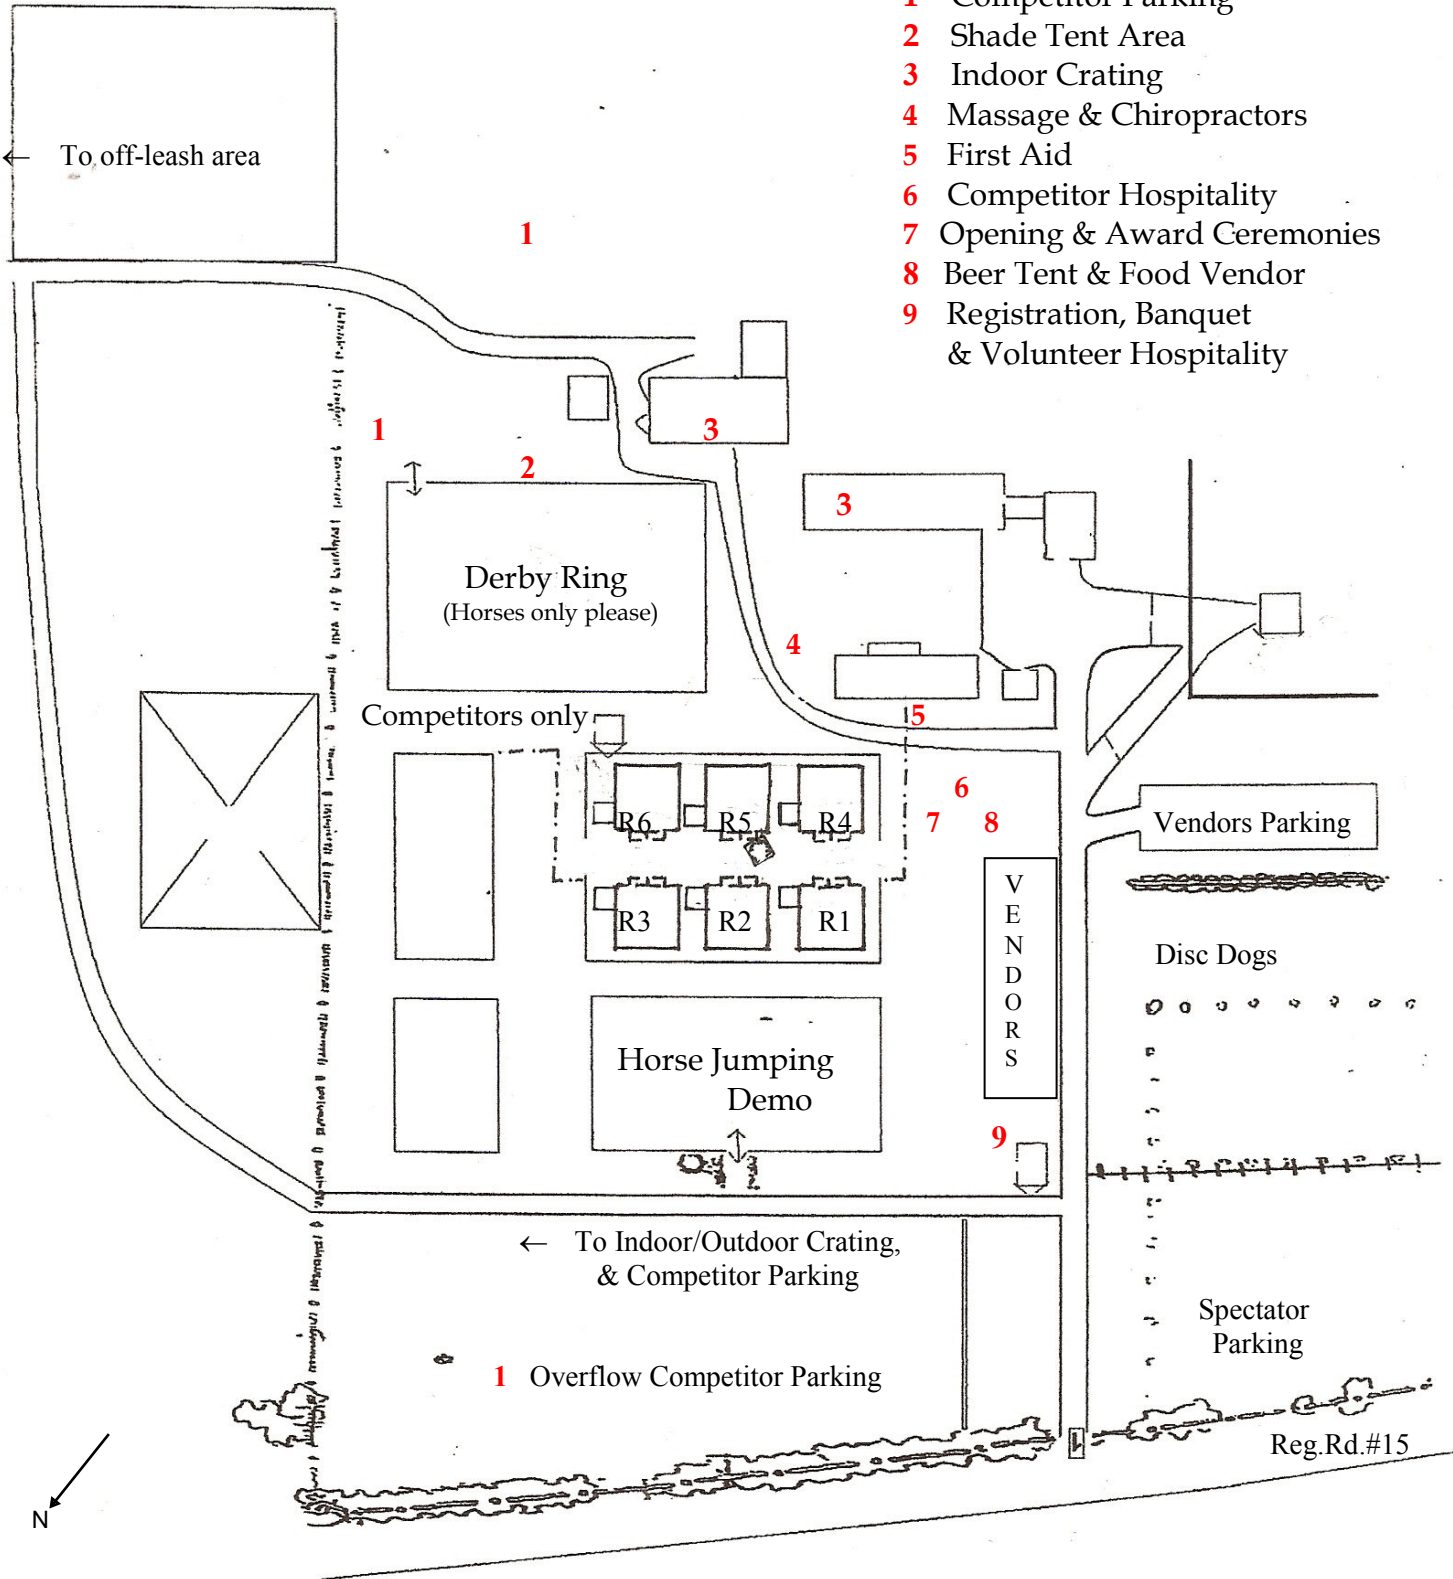 1 Competitor Parking
2 Shade Tent Area
3 Indoor Crating
4 Massage & Chiropractors
5 First Aid
6 Competitor Hospitality
7 Opening & Award Ceremonies
8 Beer Tent & Food Vendor
9 Registration, Banquet
& Volunteer Hospitality
← To off-leash area
1
1
2
3
3
Derby Ring
(Horses only please)
4
Competitors only
5
6
7 8
R6 R5 R4
Vendors Parking
R3 R2 R1
VENDORS
Disc Dogs
Horse Jumping
Demo
9
← To Indoor/Outdoor Crating,
& Competitor Parking
Spectator
Parking
1 Overflow Competitor Parking
Reg.Rd.#15
N